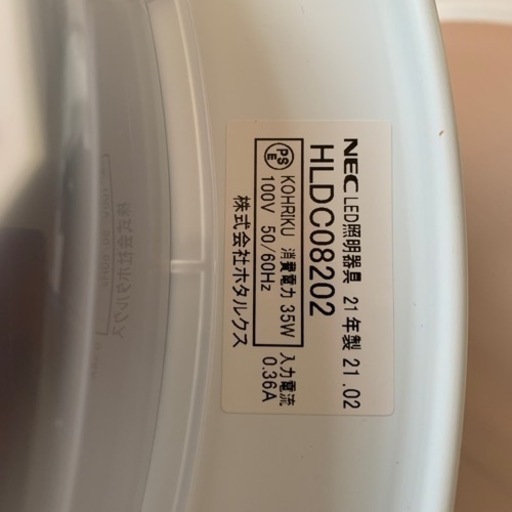 NEC LED照明器具 21年製 21.02
HLDC08202
PSE KOHRIKU 消費電力 35W 入力電流
100V 50/60Hz 0.36A
株式会社ホタルクス